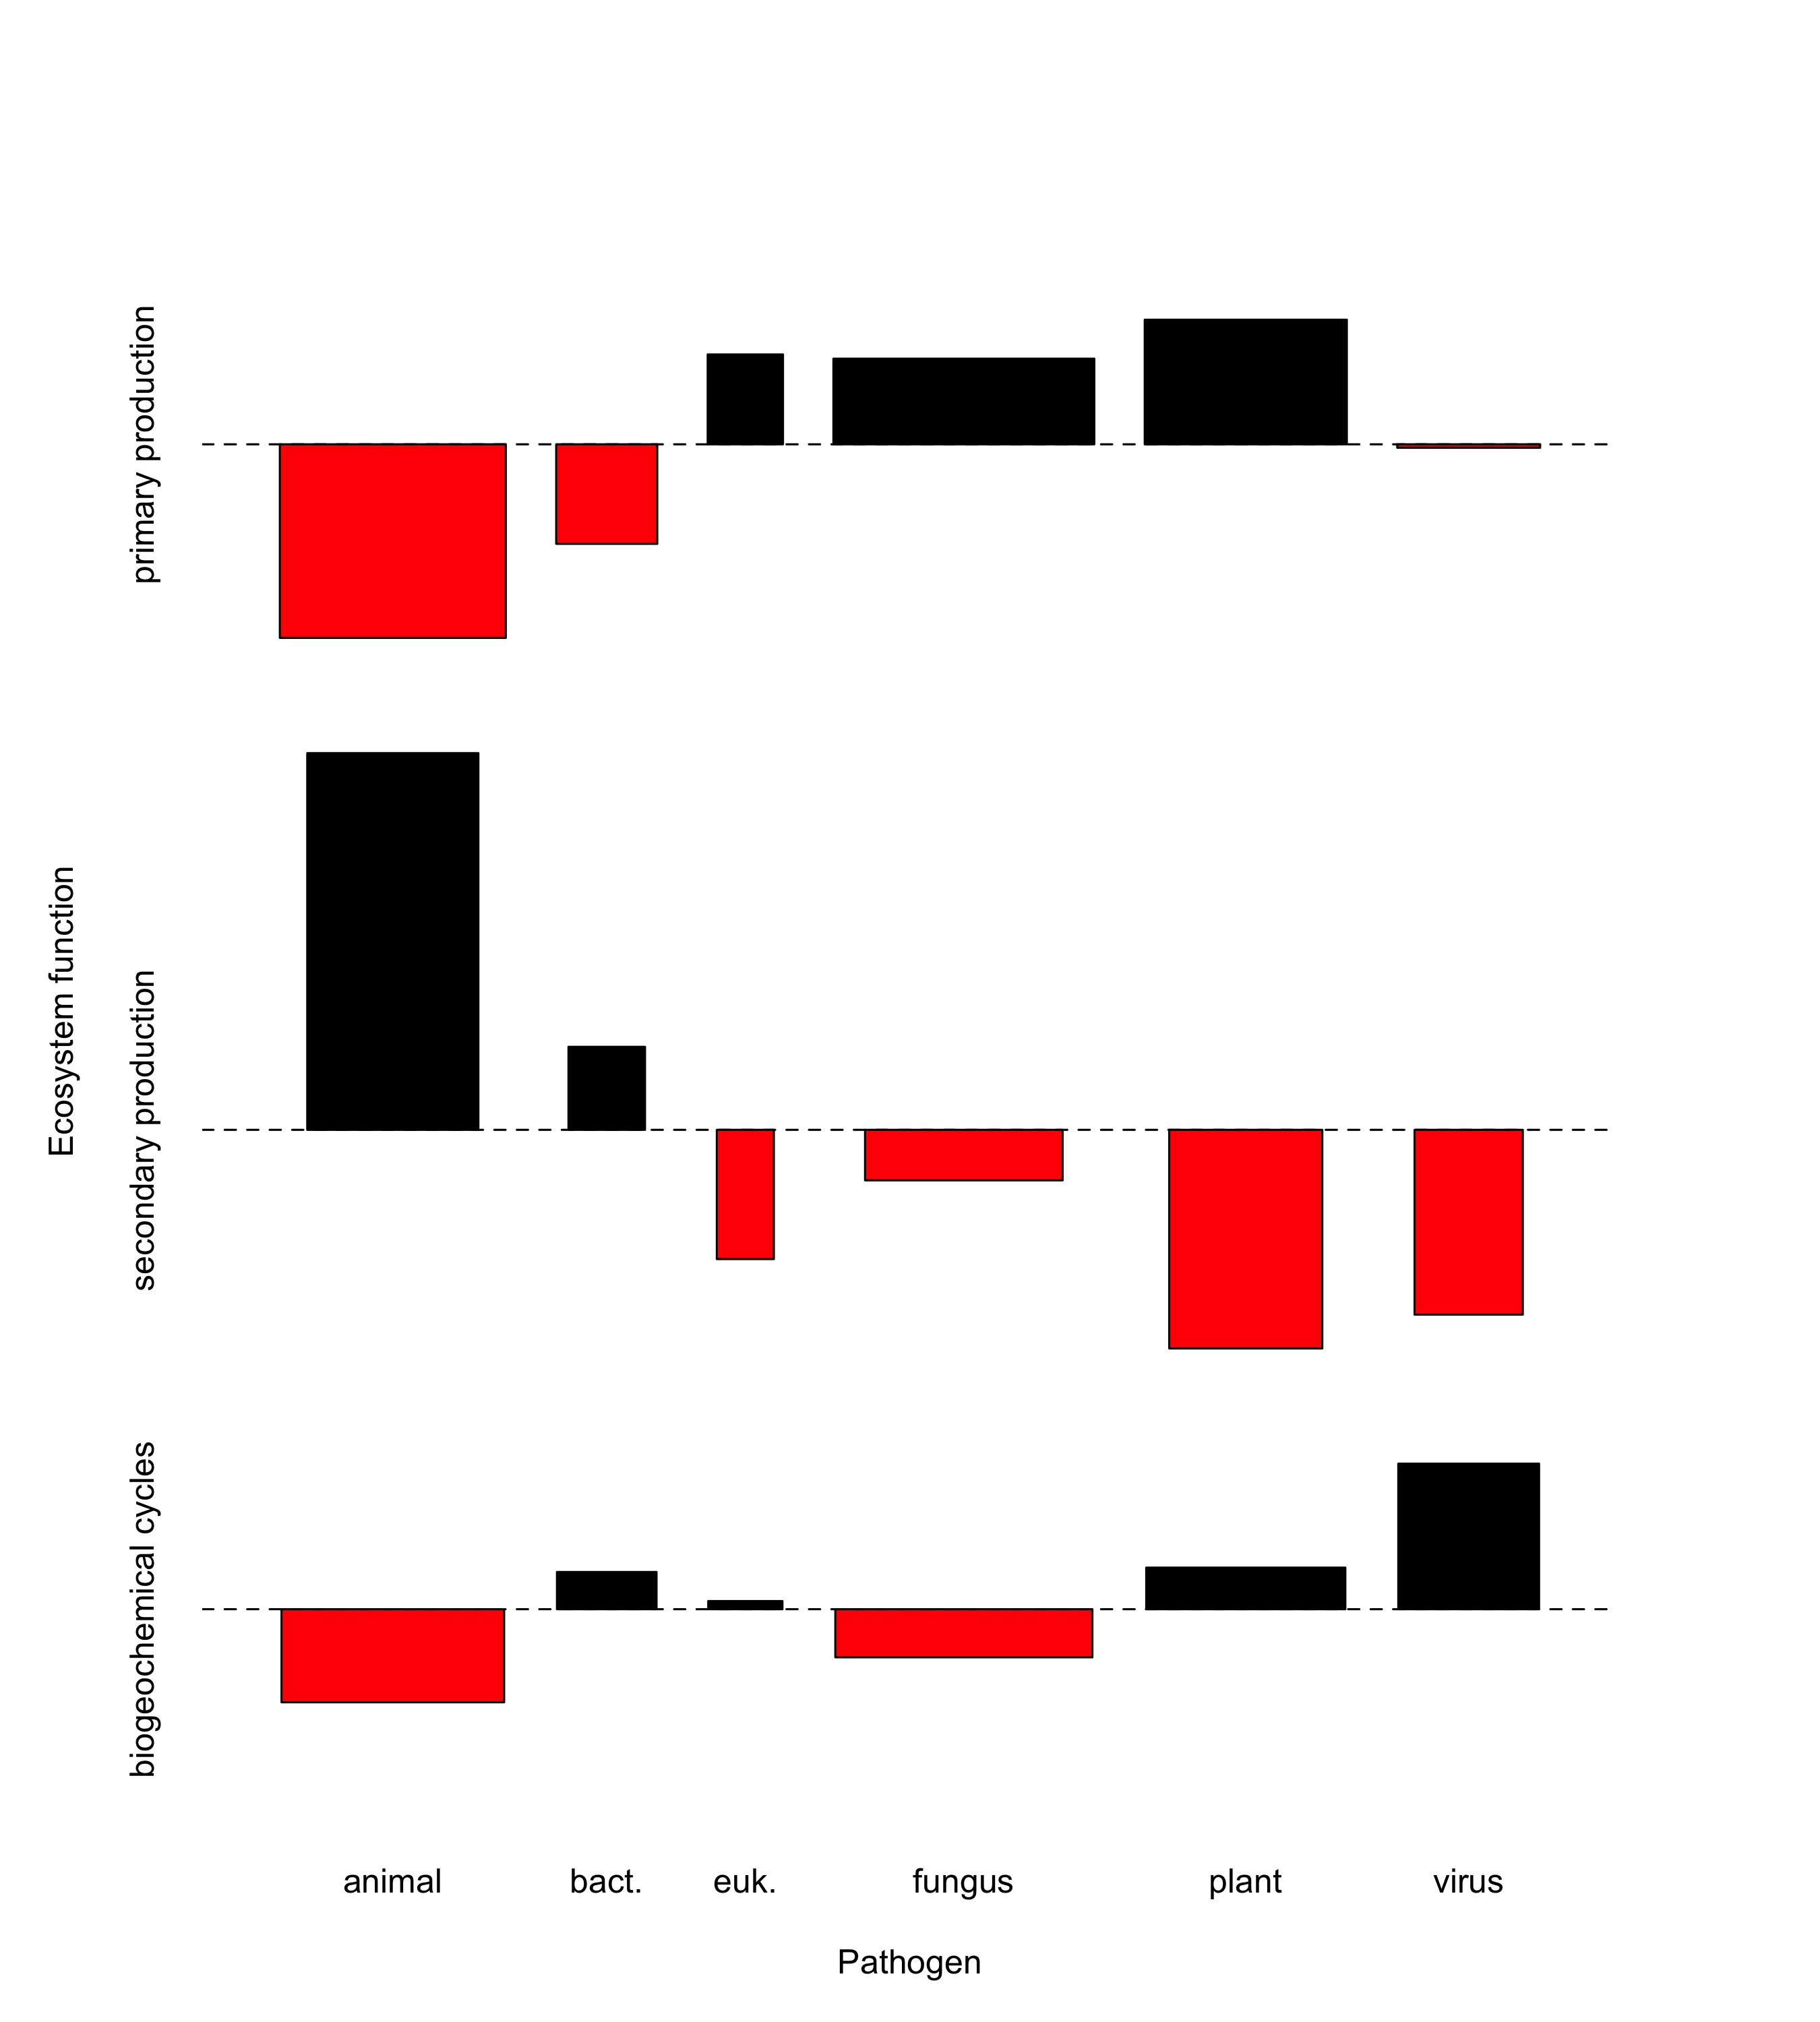 Ecosystem function
primary production
secondary production
biogeochemical cycles
animal bact. euk. fungus plant virus
Pathogen